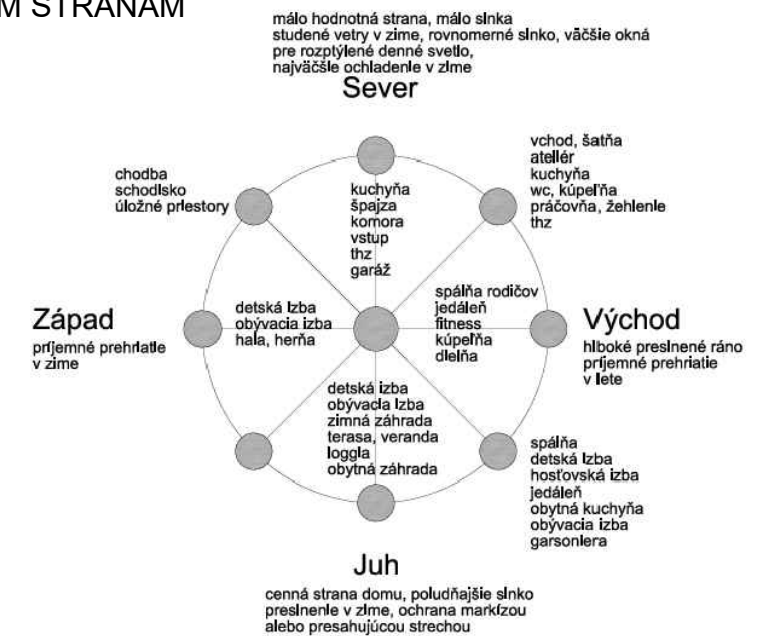 M STRANÁM
málo hodnotná strana, málo slnka
studené vetry v zime, rovnomerné slnko, väčšie okná
pre rozptýlené denné svetlo,
najväčšie ochladenie v zime
Sever
vchod, šatňa
ateliér
kuchyňa
wc, kúpeľňa
práčovňa, žehlenie
thz
chodba
schodisko
úložné priestory
kuchyňa
špajza
komora
vstup
thz
garáž
Západ
príjemné prehriatie
v zime
detská izba
obývacia izba
hala, herňa
spálňa rodičov
jedáleň
fitness
kúpeľňa
dielňa
Východ
hlboké preslnené ráno
príjemné prehriatie
v lete
detská izba
obývacia izba
zimná záhrada
terasa, veranda
loggia
obytná záhrada
spálňa
detská izba
hosťovská izba
jedáleň
obytná kuchyňa
obývacia izba
garsoniera
Juh
cenná strana domu, poludňajšie slnko
preslnenie v zime, ochrana markízou
alebo presahujúcou strechou